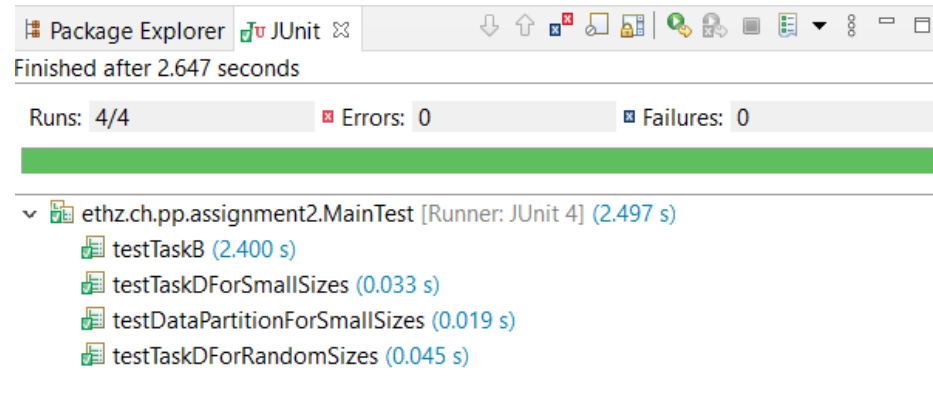 Package Explorer JUnit
Finished after 2.647 seconds
Runs: 4/4 Errors: 0 Failures: 0
ethz.ch.pp.assignment2.MainTest [Runner: JUnit 4] (2.497 s)
testTaskB (2.400 s)
testTaskDForSmallSizes (0.033 s)
testDataPartitionForSmallSizes (0.019 s)
testTaskDForRandomSizes (0.045 s)